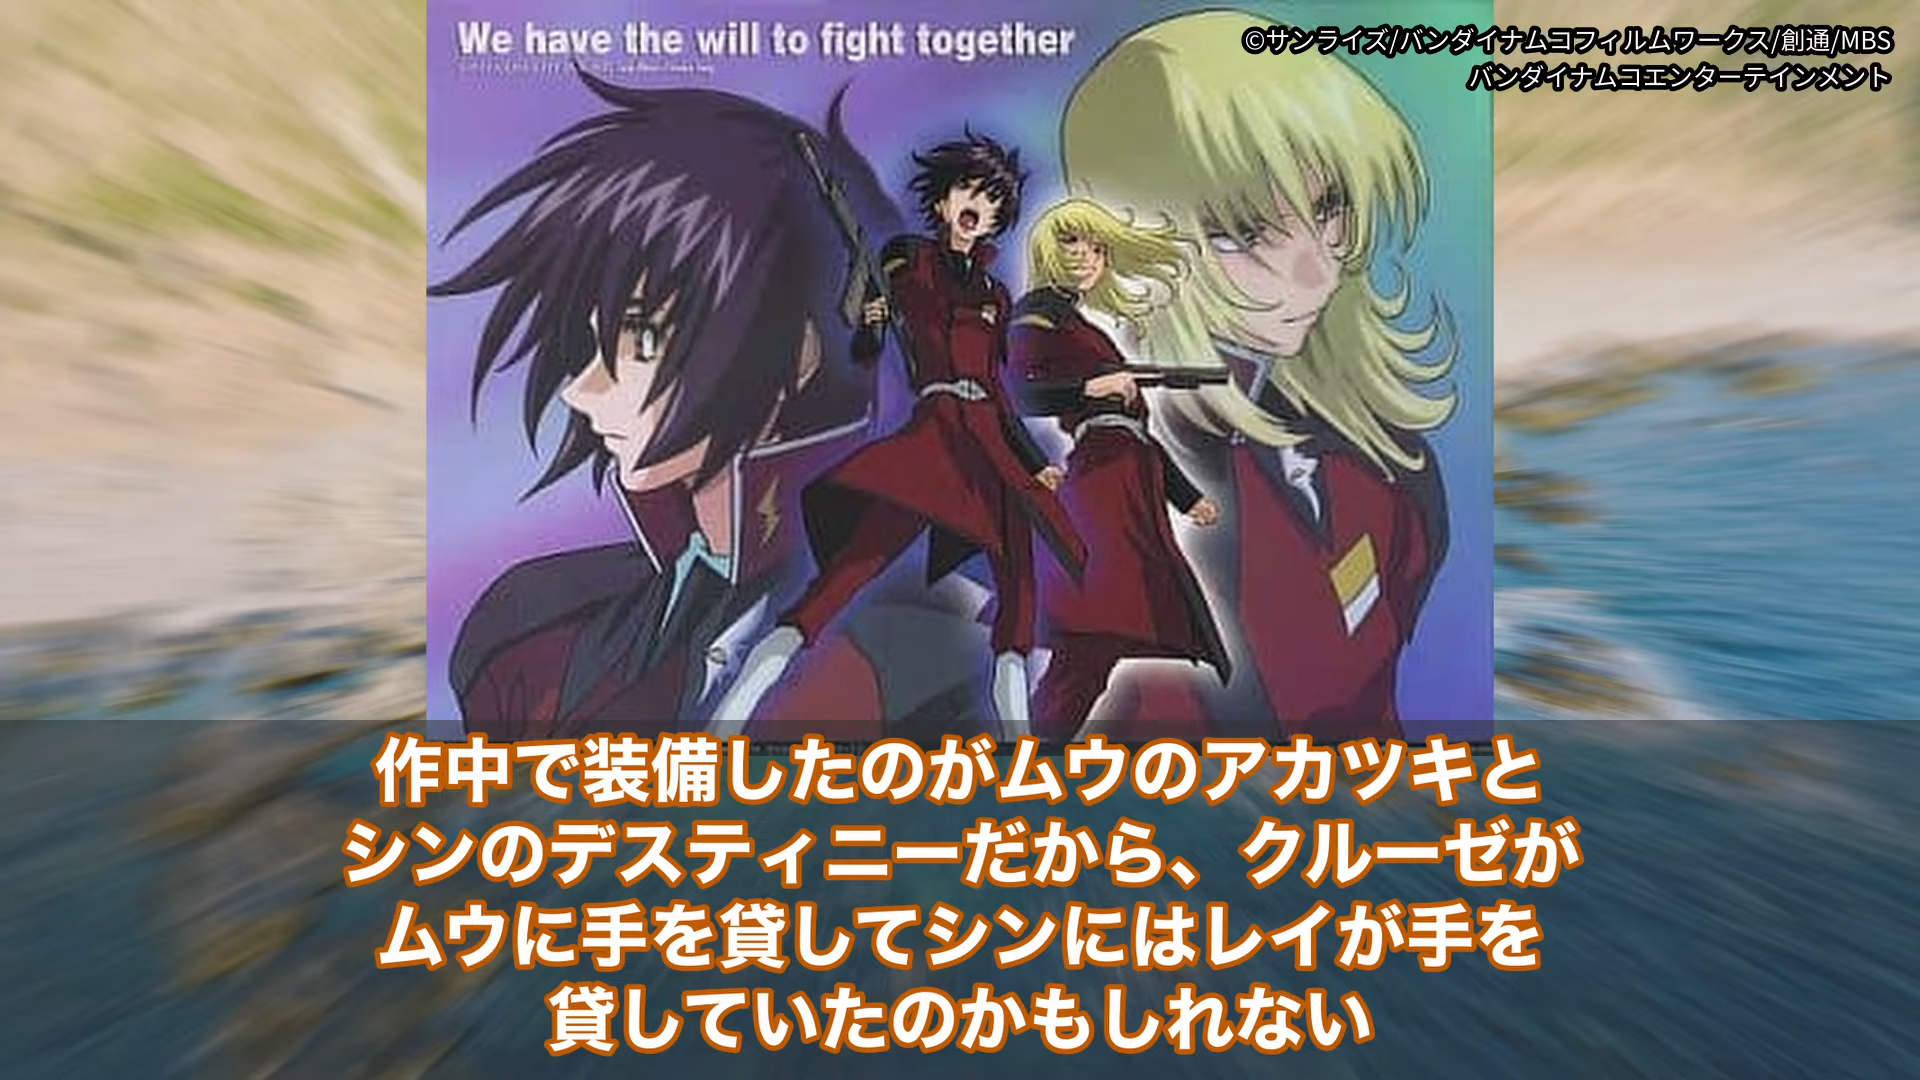 We have the will to fight together
©サンライズ/バンダイナムコフィルムワークス/創通/MBS
バンダイナムコエンターテインメント
作中で装備したのがムウのアカツキと
シンのデスティニーだから、クルーゼが
ムウに手を貸してシンにはレイが手を
貸していたのかもしれない